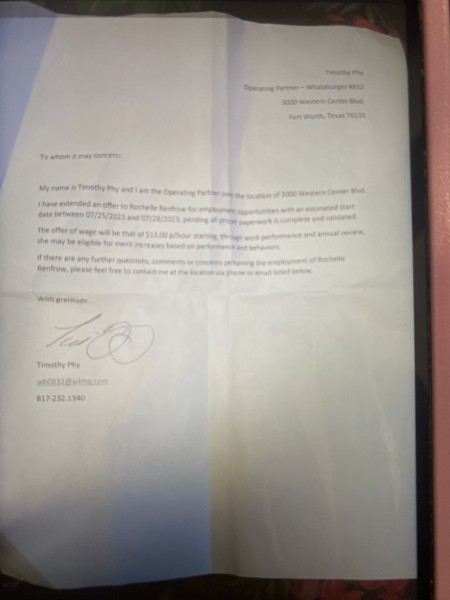 Timothy Phy
Operating Partner – Whataburger #832
3000 Western Center Blvd.
Fort Worth, Texas 76131
To whom it may concern:
My name is Timothy Phy and I am the Operating Partner over the location of 3000 Western Center Blvd.
I have extended an offer to Rochelle Renfrow for employment opportunities with an estimated start
date between 07/25/2023 and 07/28/2023, pending all proper paperwork is complete and validated.
The offer of wage will be that of $13.00 p/hour starting, through work performance and annual review,
she may be eligible for merit increases based on performance and behaviors.
If there are any further questions, comments or concerns pertaining the employment of Rochelle
Renfrow, please feel free to contact me at the location via phone or email listed below.
With gratitude,
Timothy Phy
817-232-1340